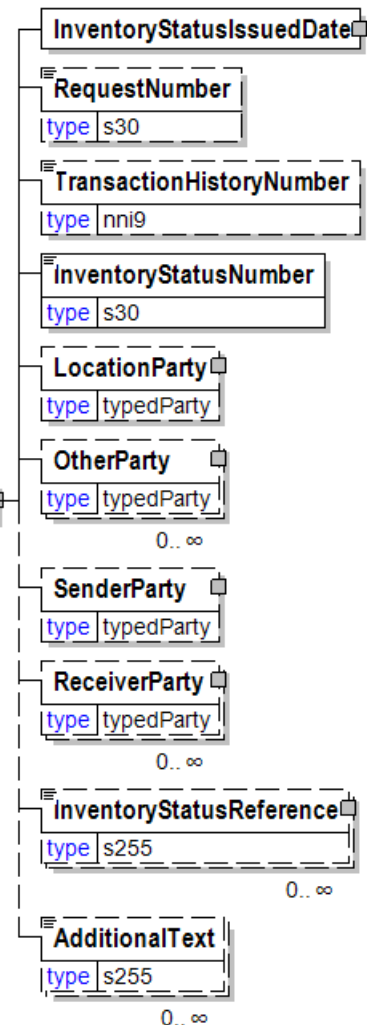 InventoryStatusIssuedDate
RequestNumber
type s30
TransactionHistoryNumber
type nni9
InventoryStatusNumber
type s30
LocationParty
type typedParty
OtherParty
type typedParty
0.. ∞
SenderParty
type typedParty
ReceiverParty
type typedParty
0.. ∞
InventoryStatusReference
type s255
0.. ∞
AdditionalText
type s255
0.. ∞